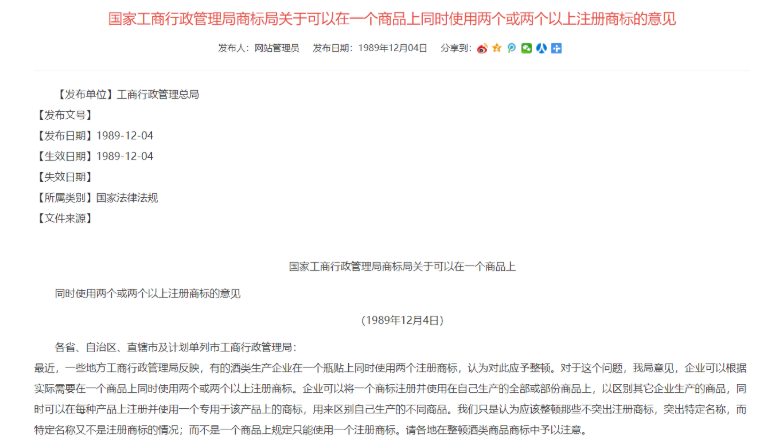 国家工商行政管理局商标局关于可以在一个商品上同时使用两个或两个以上注册商标的意见
发布人：网站管理员 发布日期：1989年12月04日 分享到：
【发布单位】工商行政管理总局
【发布文号】
【发布日期】1989-12-04
【生效日期】1989-12-04
【失效日期】
【所属类别】国家法律法规
【文件来源】
国家工商行政管理局商标局关于可以在一个商品上
同时使用两个或两个以上注册商标的意见
（1989年12月4日）
各省、自治区、直辖市及计划单列市工商行政管理局：
最近，一些地方工商行政管理局反映，有的酒类生产企业在一个瓶贴上同时使用两个注册商标，认为对此应予整顿。对于这个问题，我局意见，企业可以根据
实际需要在一个商品上同时使用两个或两个以上注册商标。企业可以将一个商标注册并使用在自己生产的全部或部份商品上，以区别其它企业生产的商品，同
时可以在每种产品上注册并使用一个专用于该产品上的商标，用来区别自己生产的不同商品。我们只是认为应该整顿那些不突出注册商标，突出特定名称，而
特定名称又不是注册商标的情况；而不是一个商品上规定只能使用一个注册商标。请各地在整顿酒类商品商标中予以注意。